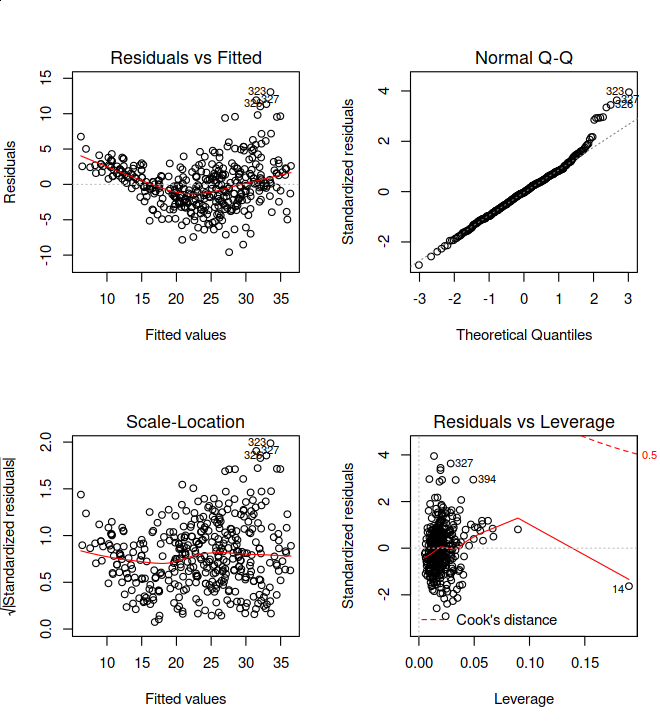 Residuals vs Fitted
Residuals
15
10
5
0
-5
-10
323
327
326
10 15 20 25 30 35
Fitted values
Normal Q-Q
Standardized residuals
4
2
0
-2
323
327
326
-3 -2 -1 0 1 2 3
Theoretical Quantiles
Scale-Location
√|Standardized residuals|
2.0
1.5
1.0
0.5
0.0
323
327
326
10 15 20 25 30 35
Fitted values
Residuals vs Leverage
Standardized residuals
4
2
0
-2
0.5
327
394
14
Cook's distance
0.00 0.05 0.10 0.15
Leverage